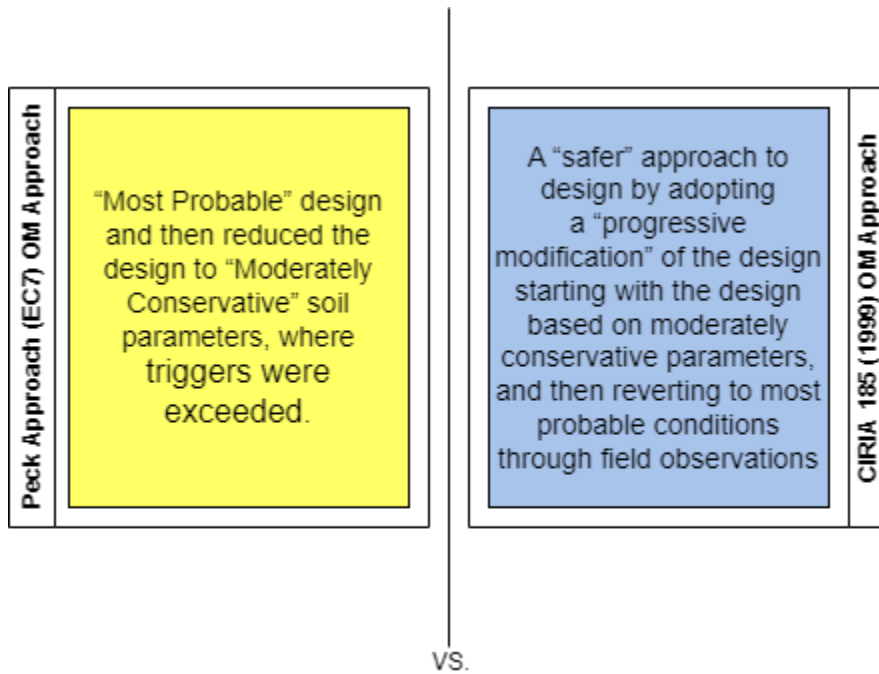 Peck Approach (EC7) OM Approach
“Most Probable” design
and then reduced the
design to “Moderately
Conservative” soil
parameters, where
triggers were
exceeded.
A “safer” approach to
design by adopting
a “progressive
modification” of the design
starting with the design
based on moderately
conservative parameters,
and then reverting to most
probable conditions
through field observations
CIRIA 185 (1999) OM Approach
VS.